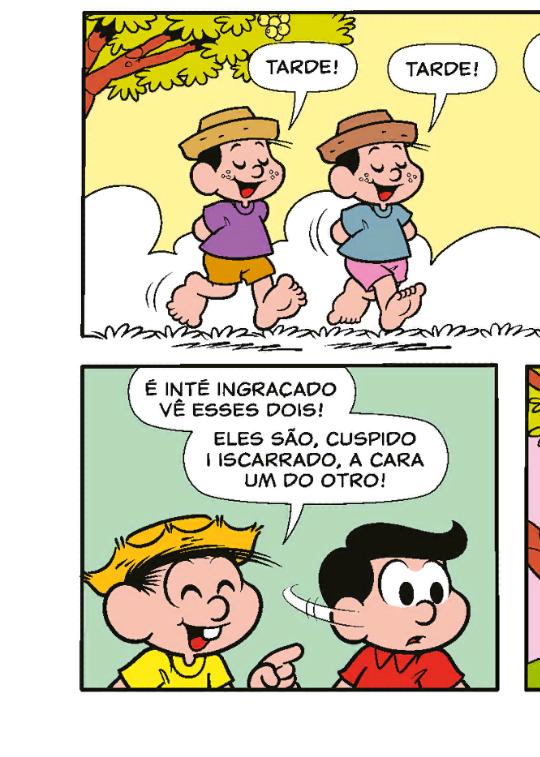 TARDE!
TARDE!
É INTÉ INGRAÇADO
VÊ ESSES DOIS!
ELES SÃO, CUSPIDO
I ISCARRADO, A CARA
UM DO OTRO!